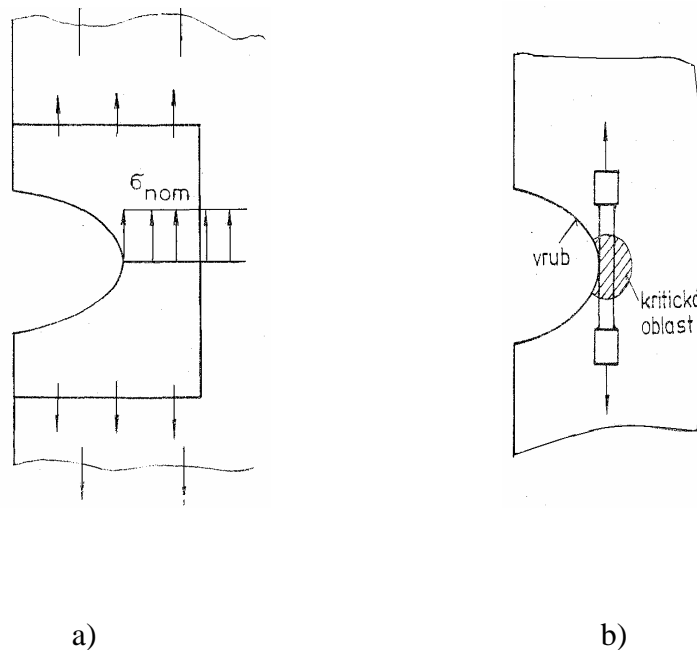 σnom
vrub
kritická
oblast
a)
b)